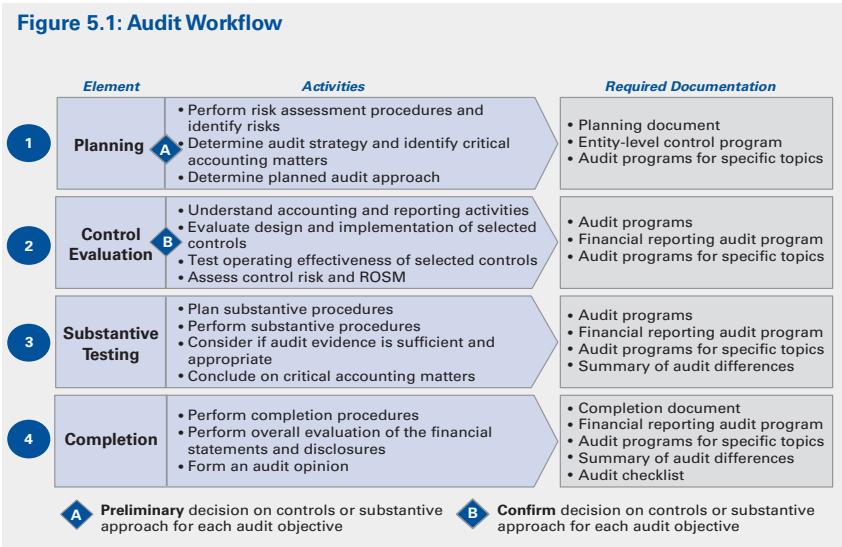 Figure 5.1: Audit Workflow
Element
Activities
Required Documentation
1
Planning
A
• Perform risk assessment procedures and
identify risks
• Determine audit strategy and identify critical
accounting matters
• Determine planned audit approach
• Planning document
• Entity-level control program
• Audit programs for specific topics
2
Control
Evaluation
B
• Understand accounting and reporting activities
• Evaluate design and implementation of selected
controls
• Test operating effectiveness of selected controls
• Assess control risk and ROSM
• Audit programs
• Financial reporting audit program
• Audit programs for specific topics
3
Substantive
Testing
• Plan substantive procedures
• Perform substantive procedures
• Consider if audit evidence is sufficient and
appropriate
• Conclude on critical accounting matters
• Audit programs
• Financial reporting audit program
• Audit programs for specific topics
• Summary of audit differences
4
Completion
• Perform completion procedures
• Perform overall evaluation of the financial
statements and disclosures
• Form an audit opinion
• Completion document
• Financial reporting audit program
• Audit programs for specific topics
• Summary of audit differences
• Audit checklist
A
Preliminary decision on controls or substantive
approach for each audit objective
B
Confirm decision on controls or substantive
approach for each audit objective